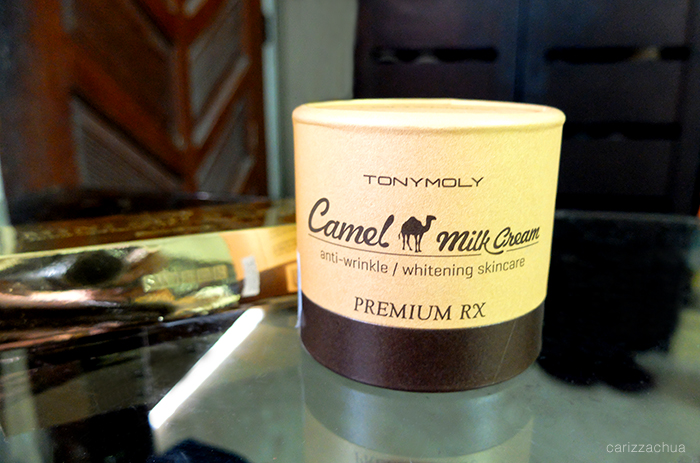 TONYMOLY
Camel Milk Cream
anti-wrinkle / whitening skincare
PREMIUM RX
carizzachua